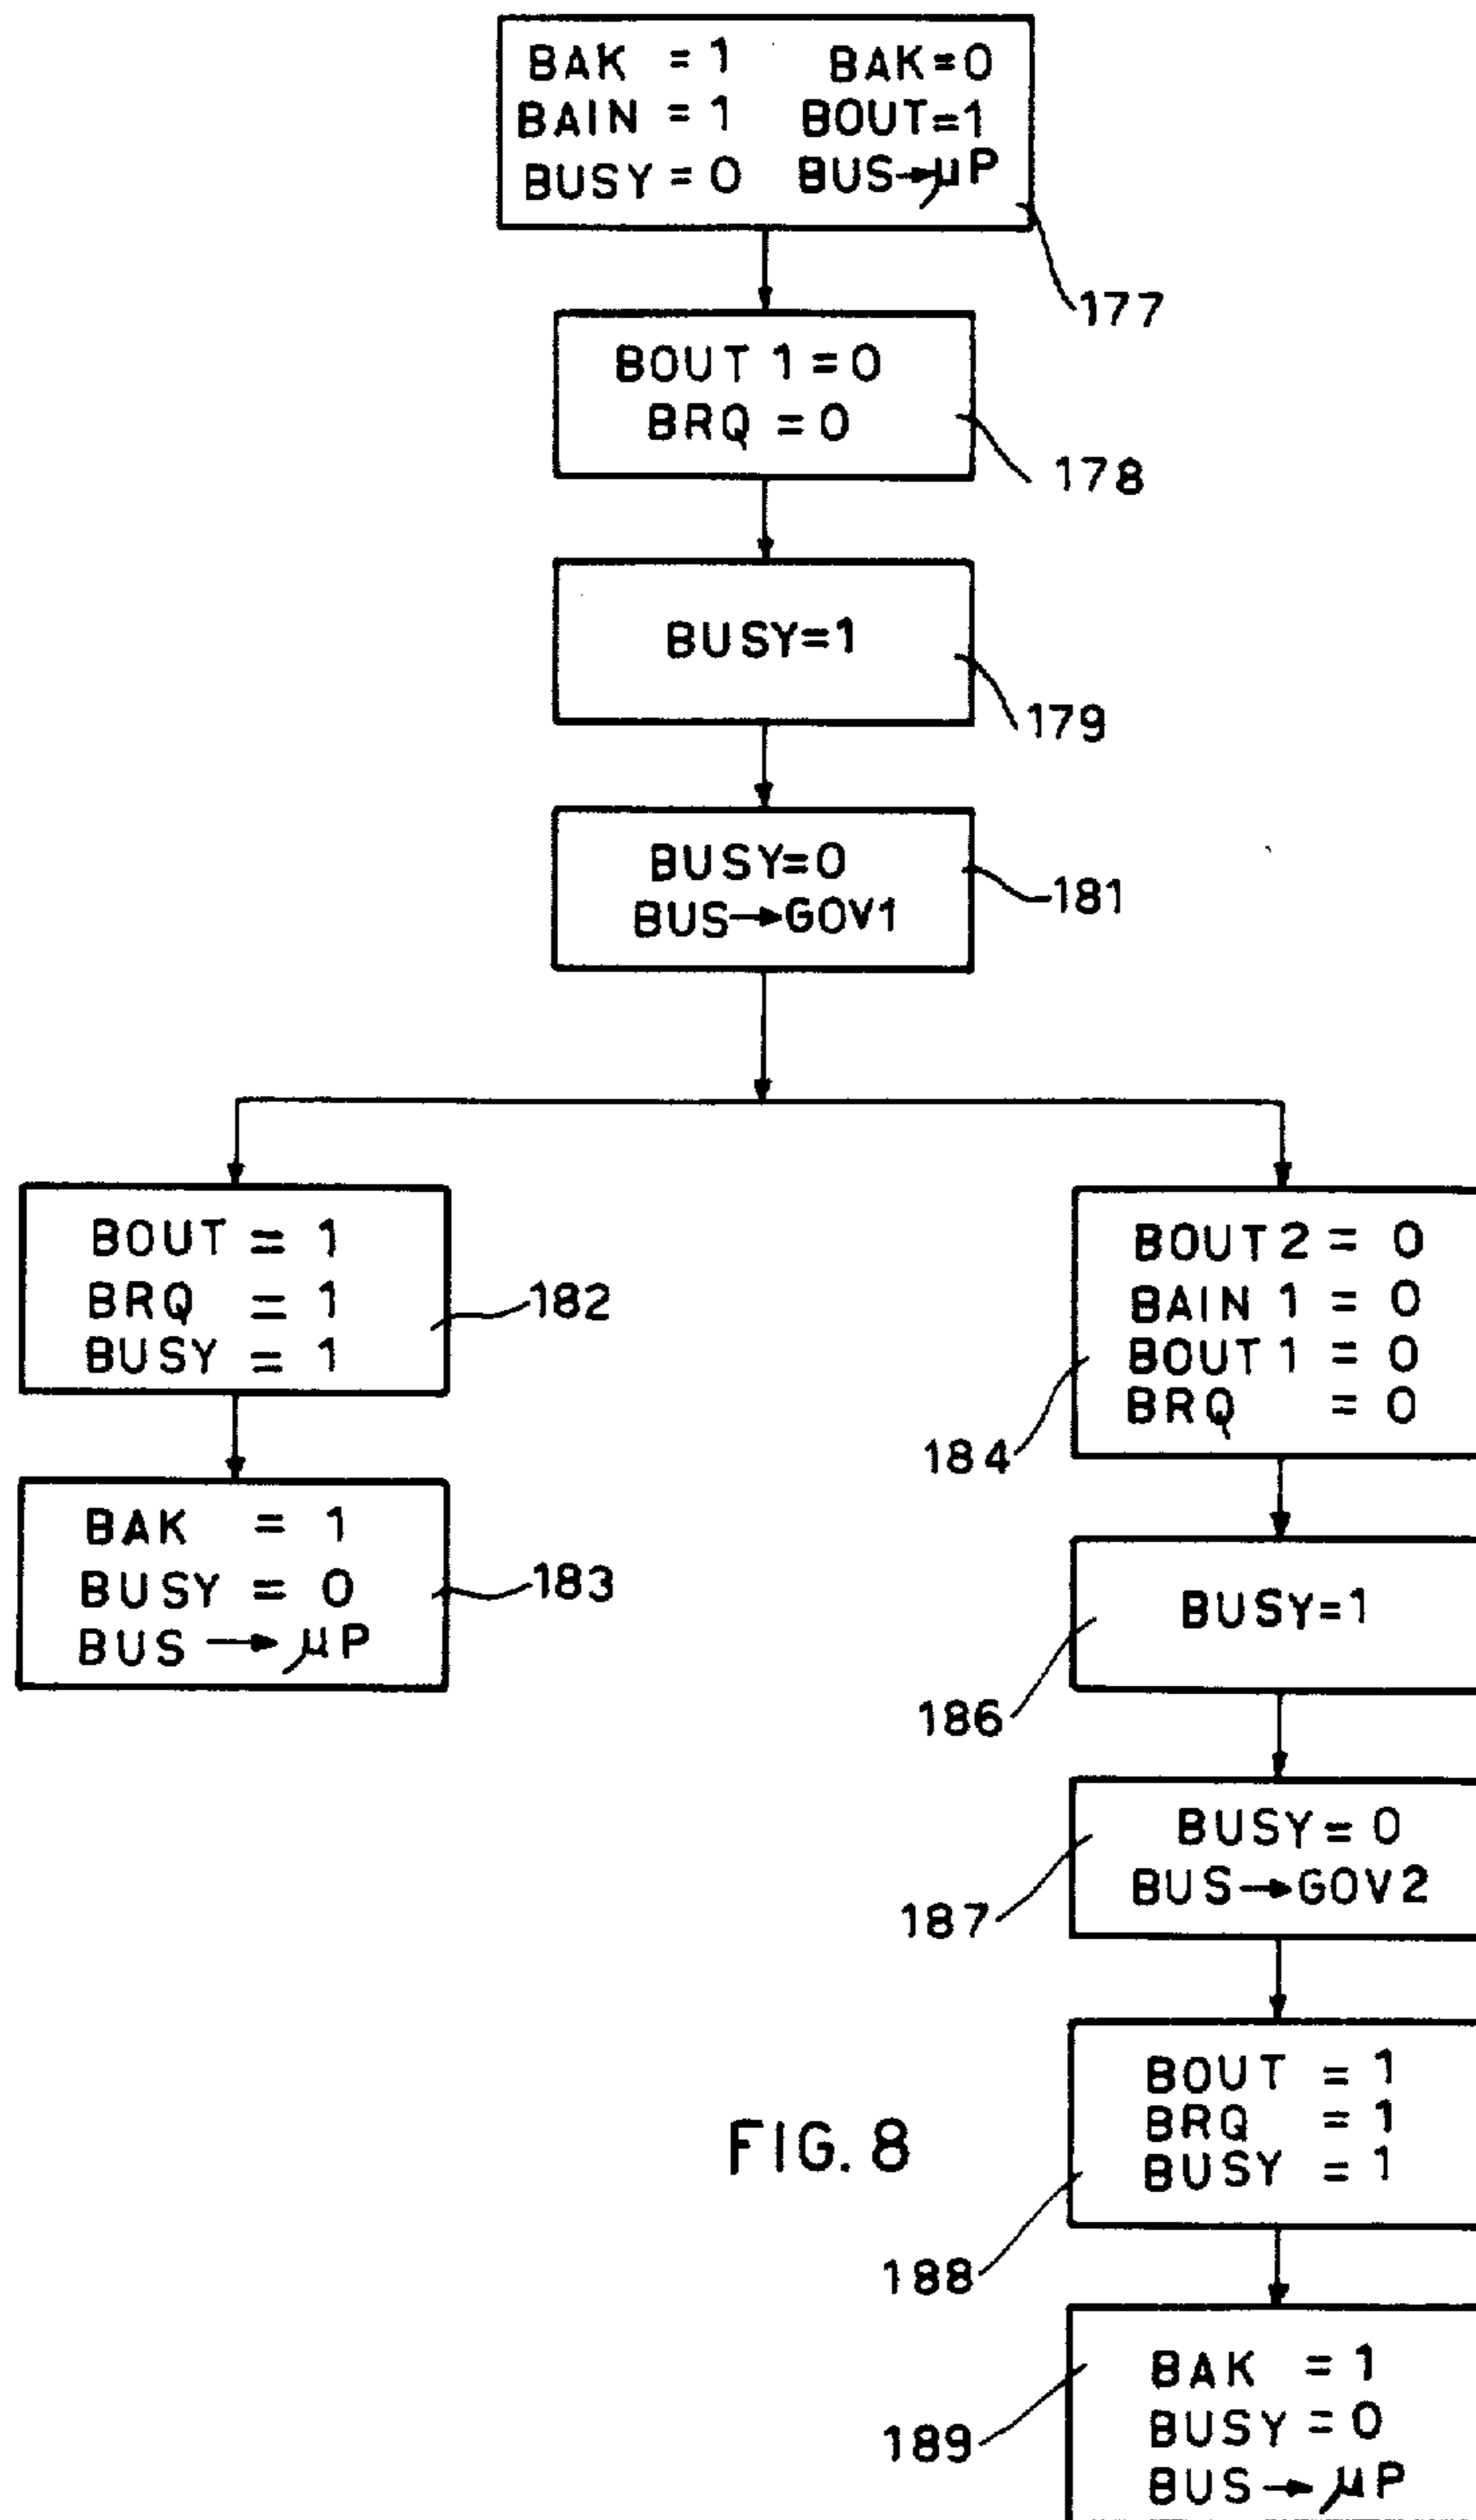 BAK = 1 BAK=0
BAIN = 1 BOUT=1
BUSY = 0 BUS→µP
177
BOUT 1 = 0
BRQ = 0
178
BUSY=1
179
BUSY=0
BUS→GOV1
181
BOUT = 1
BRQ = 1
BUSY = 1
182
BAK = 1
BUSY = 0
BUS → µP
183
BOUT2 = 0
BAIN 1 = 0
BOUT 1 = 0
BRQ = 0
184
BUSY=1
186
BUSY= 0
BUS→GOV2
187
BOUT = 1
BRQ = 1
BUSY = 1
188
BAK = 1
BUSY = 0
BUS → µP
189
FIG. 8